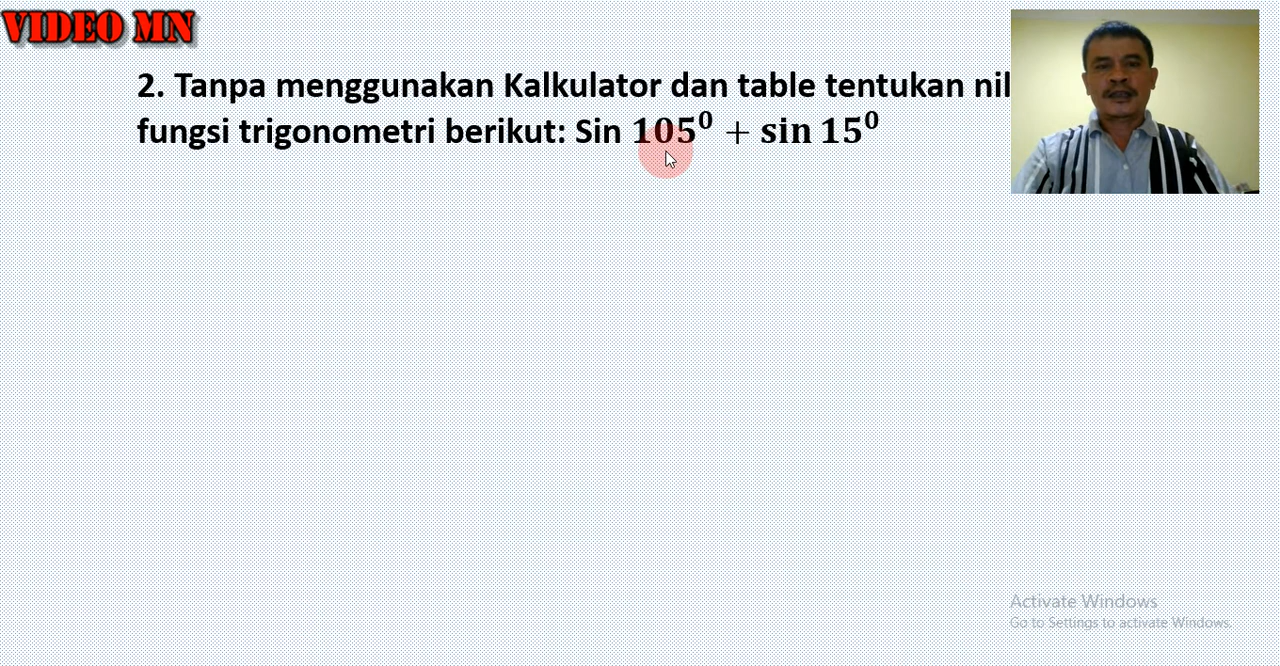 VIDEO MN
2. Tanpa menggunakan Kalkulator dan table tentukan nil
fungsi trigonometri berikut: Sin 105⁰ + sin 15⁰
Activate Windows
Go to Settings to activate Windows.